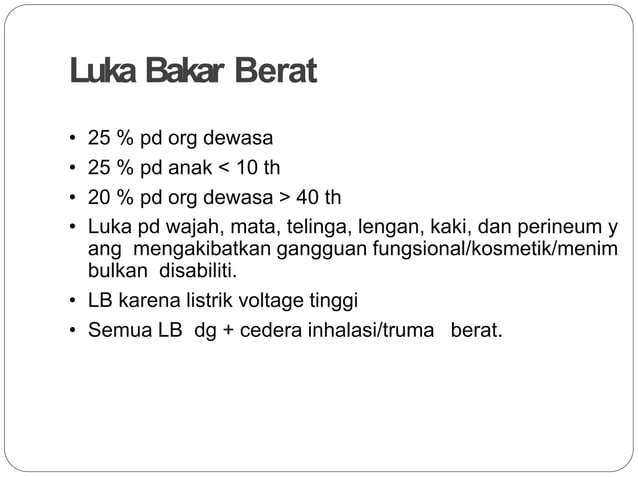 Luka Bakar Berat
• 25 % pd org dewasa
• 25 % pd anak < 10 th
• 20 % pd org dewasa > 40 th
• Luka pd wajah, mata, telinga, lengan, kaki, dan perineum y
ang mengakibatkan gangguan fungsional/kosmetik/menim
bulkan disabiliti.
• LB karena listrik voltage tinggi
• Semua LB dg + cedera inhalasi/truma berat.